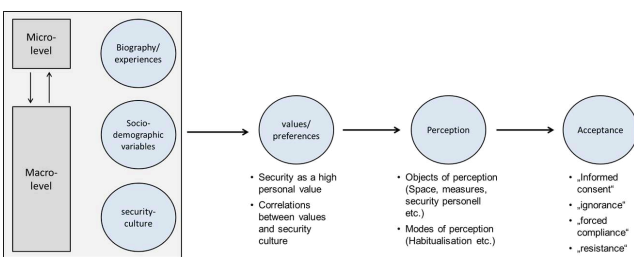 Micro-
level
Macro-
level
Biography/
experiences
Socio-
demographic
variables
security-
culture
values/
preferences
• Security as a high
personal value
• Correlations
between values
and security
culture
Perception
• Objects of perception
(Space, measures,
security personell
etc.)
• Modes of perception
(Habitualisation etc.)
Acceptance
• „Informed
consent“
• „ignorance“
• „forced
compliance“
• „resistance“